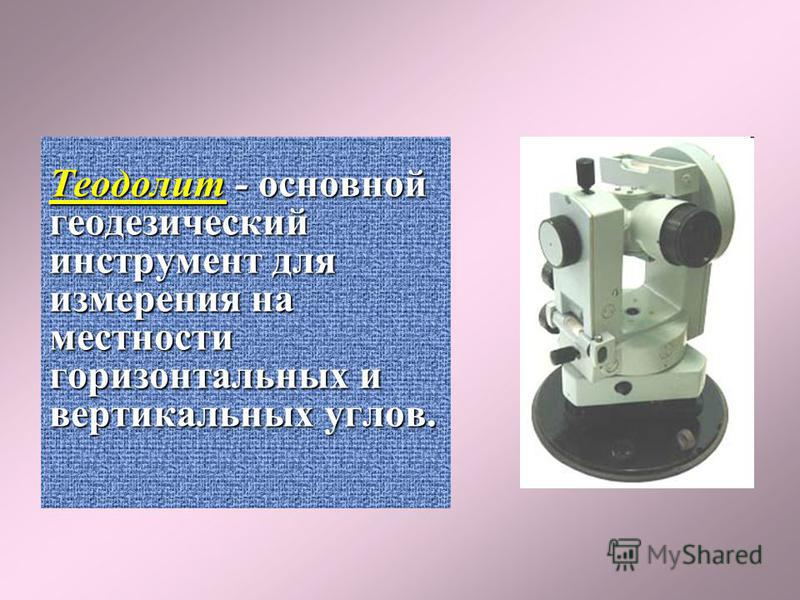 Теодолит - основной
геодезический
инструмент для
измерения на
местности
горизонтальных и
вертикальных углов.
MyShared